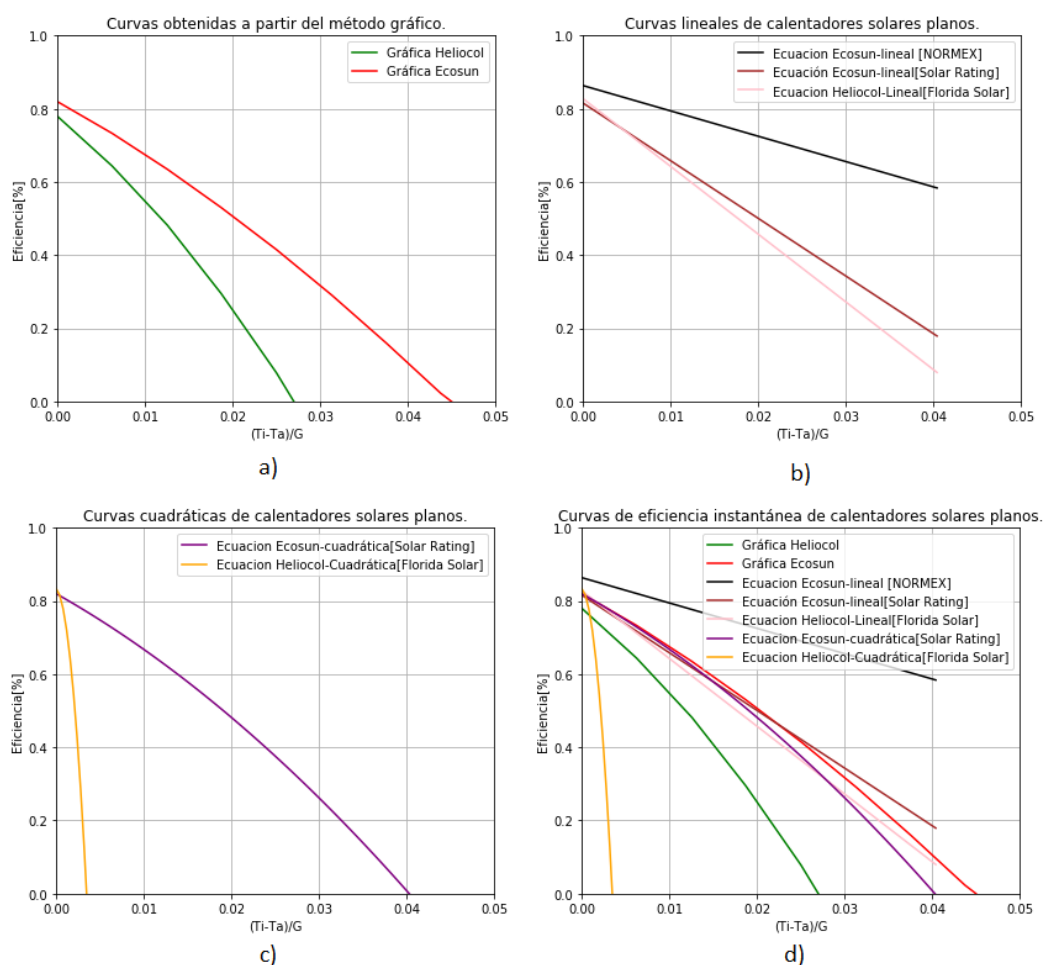 Curvas obtenidas a partir del método gráfico.
1.0
0.8
0.6
0.4
0.2
0.0
Eficiencia[%]
Gráfica Heliocol
Gráfica Ecosun
0.00
0.01
0.02
0.03
0.04
0.05
(Ti-Ta)/G
a)
Curvas lineales de calentadores solares planos.
1.0
0.8
0.6
0.4
0.2
0.0
Eficiencia[%]
Ecuacion Ecosun-lineal [NORMEX]
Ecuación Ecosun-lineal[Solar Rating]
Ecuacion Heliocol-Lineal[Florida Solar]
0.00
0.01
0.02
0.03
0.04
0.05
(Ti-Ta)/G
b)
Curvas cuadráticas de calentadores solares planos.
1.0
0.8
0.6
0.4
0.2
0.0
Eficiencia[%]
Ecuacion Ecosun-cuadrática[Solar Rating]
Ecuacion Heliocol-Cuadrática[Florida Solar]
0.00
0.01
0.02
0.03
0.04
0.05
(Ti-Ta)/G
c)
Curvas de eficiencia instantánea de calentadores solares planos.
1.0
0.8
0.6
0.4
0.2
0.0
Eficiencia[%]
Gráfica Heliocol
Gráfica Ecosun
Ecuacion Ecosun-lineal [NORMEX]
Ecuación Ecosun-lineal[Solar Rating]
Ecuacion Heliocol-Lineal[Florida Solar]
Ecuacion Ecosun-cuadrática[Solar Rating]
Ecuacion Heliocol-Cuadrática[Florida Solar]
0.00
0.01
0.02
0.03
0.04
0.05
(Ti-Ta)/G
d)